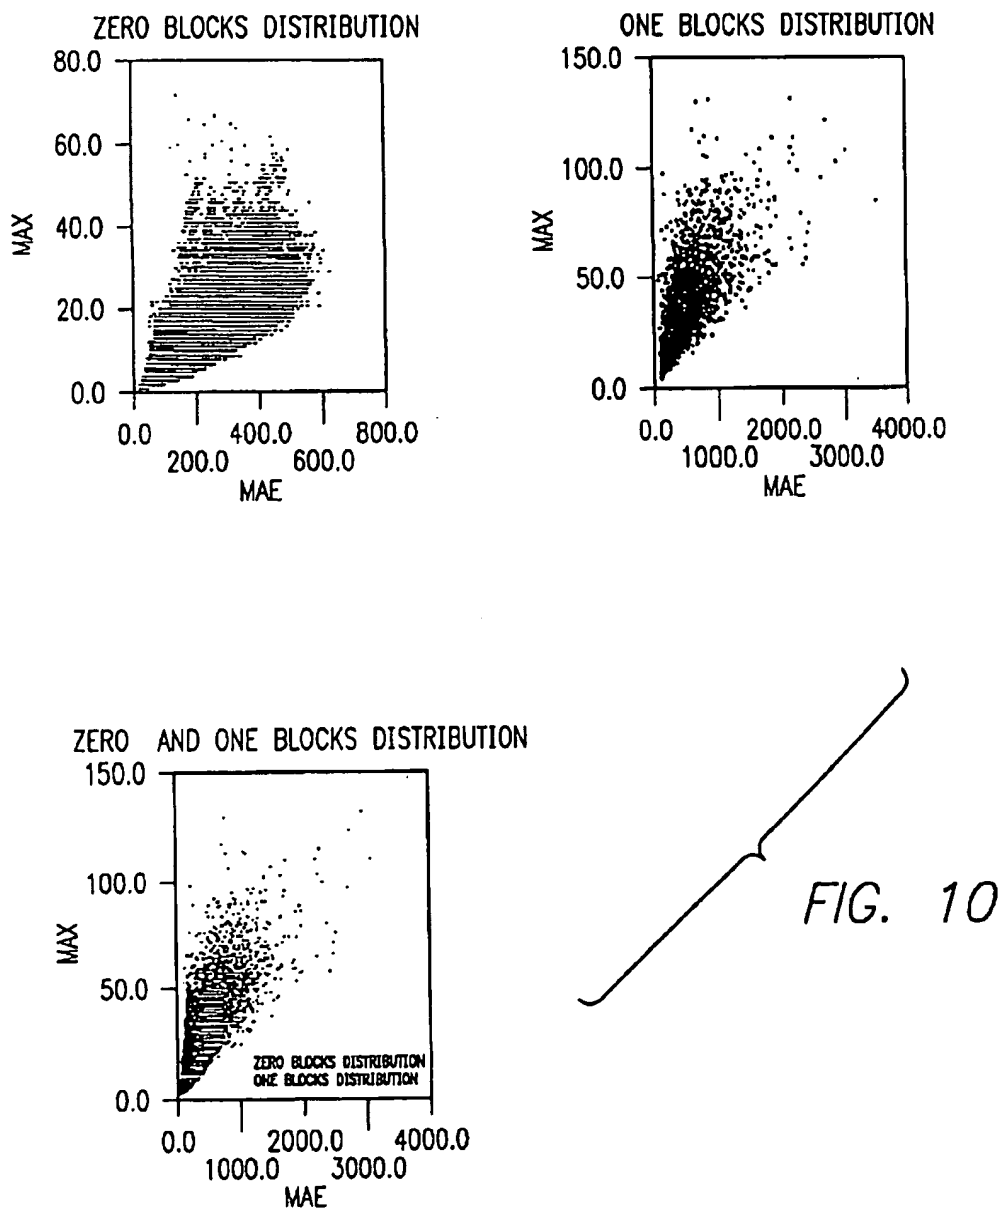 ZERO BLOCKS DISTRIBUTION
80.0
60.0
40.0
20.0
0.0
MAX
0.0 400.0 800.0
200.0 600.0
MAE
ONE BLOCKS DISTRIBUTION
150.0
100.0
50.0
0.0
MAX
0.0 2000.0 4000.0
1000.0 3000.0
MAE
ZERO AND ONE BLOCKS DISTRIBUTION
150.0
100.0
50.0
0.0
MAX
ZERO BLOCKS DISTRIBUTION
ONE BLOCKS DISTRIBUTION
0.0 2000.0 4000.0
1000.0 3000.0
MAE
FIG. 10